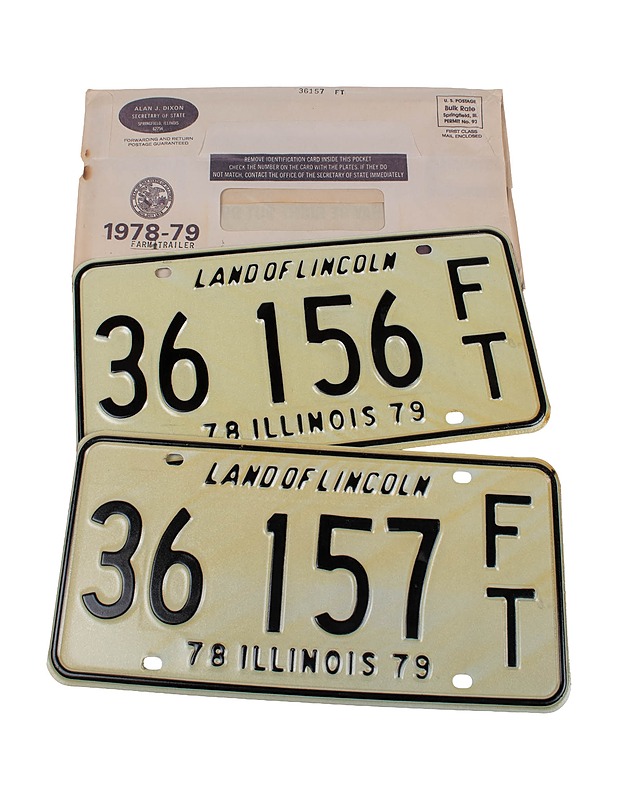 36157 FT
ALAN J. DIXON
SECRETARY OF STATE
SPRINGFIELD, ILLINOIS
62756
FORWARDING AND RETURN
POSTAGE GUARANTEED
U. S. POSTAGE
Bulk Rate
Springfield, Ill.
PERMIT No. 97
FIRST CLASS
MAIL ENCLOSED
REMOVE IDENTIFICATION CARD INSIDE THIS POCKET
CHECK THE NUMBER ON THE CARD WITH THE PLATES. IF THEY DO
NOT MATCH, CONTACT THE OFFICE OF THE SECRETARY OF STATE IMMEDIATELY
1978-79
FARM TRAILER
LAND OF LINCOLN
36 156 FT
78 ILLINOIS 79
LAND OF LINCOLN
36 157 FT
78 ILLINOIS 79